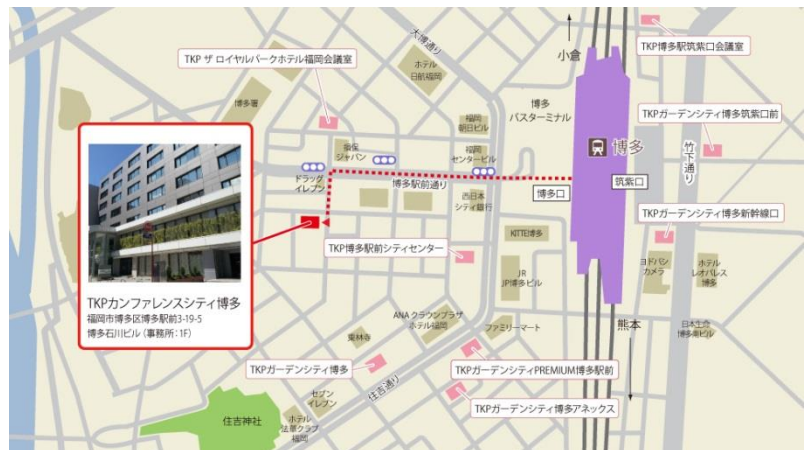 TKP ザ ロイヤルパークホテル福岡会議室
大博通り
ホテル
日航福岡
小倉
TKP博多駅筑紫口会議室
博多署
博多
バスターミナル
福岡
朝日ビル
TKPガーデンシティ博多筑紫口前
損保
ジャパン
福岡
センタービル
博多
竹下通り
ドラッグ
イレブン
博多駅前通り
博多口
筑紫口
西日本
シティ銀行
TKPガーデンシティ博多新幹線口
KITTE博多
TKP博多駅前シティセンター
ヨドバシ
カメラ
ホテル
レオパレス
博多
JR
JP博多ビル
TKPカンファレンスシティ博多
福岡市博多区博多駅前3-19-5
博多石川ビル (事務所:1F)
ANA クラウンプラザ
ホテル福岡
ファミリーマート
熊本
日本生命
博多南ビル
東林寺
TKPガーデンシティ博多
住吉通り
TKPガーデンシティPREMIUM博多駅前
TKPガーデンシティ博多アネックス
セブン
イレブン
住吉神社
ホテル
法華クラブ
福岡